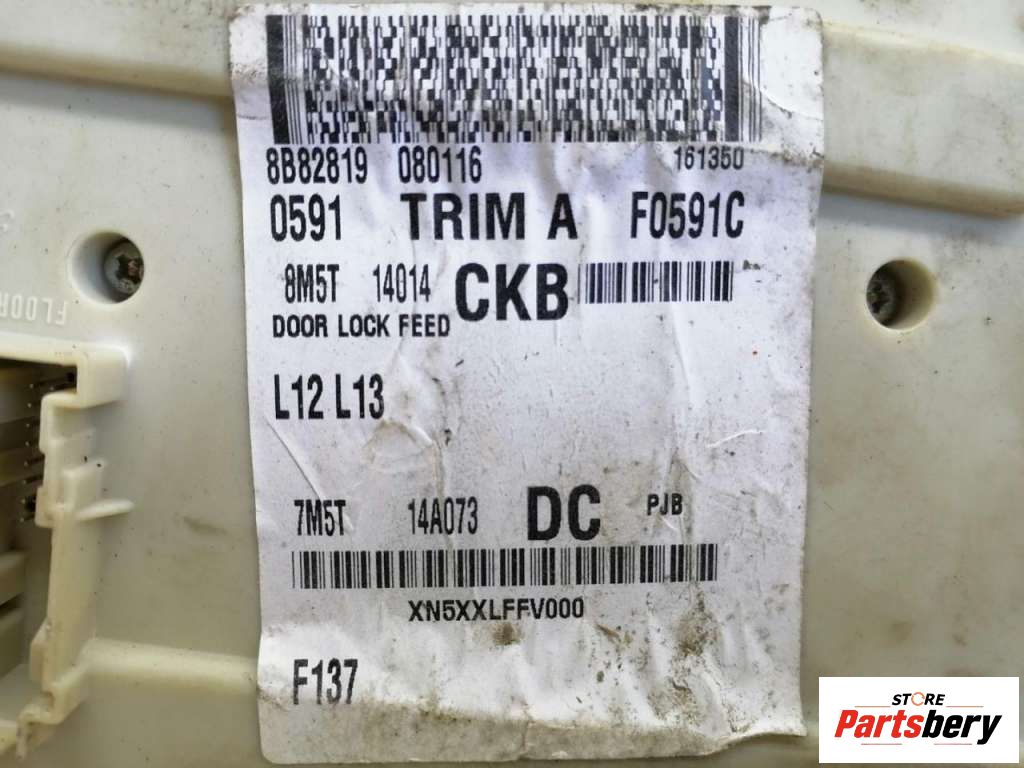 8B82819 080116 161350
0591 TRIM A F0591C
8M5T 14014 CKB
DOOR LOCK FEED
L12 L13
7M5T 14A073 DC PJB
XN5XXLFFV000
F137
FLOOR
STORE
Partsbery